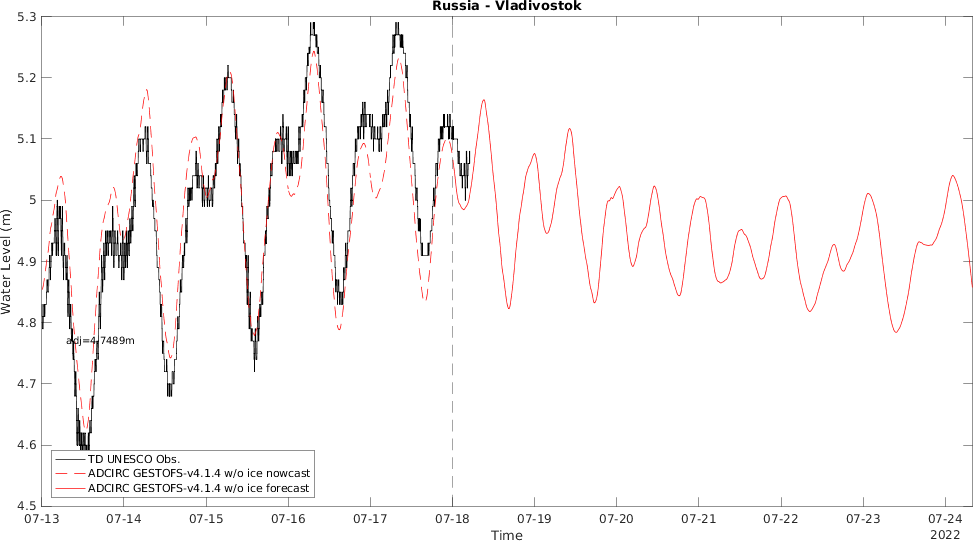 Russia - Vladivostok
5.3
5.2
5.1
5
4.9
4.8
4.7
4.6
4.5
Water Level (m)
adj=4.7489m
TD UNESCO Obs.
ADCIRC GESTOFS-v4.1.4 w/o ice nowcast
ADCIRC GESTOFS-v4.1.4 w/o ice forecast
07-13 07-14 07-15 07-16 07-17 07-18 07-19 07-20 07-21 07-22 07-23 07-24
Time 2022